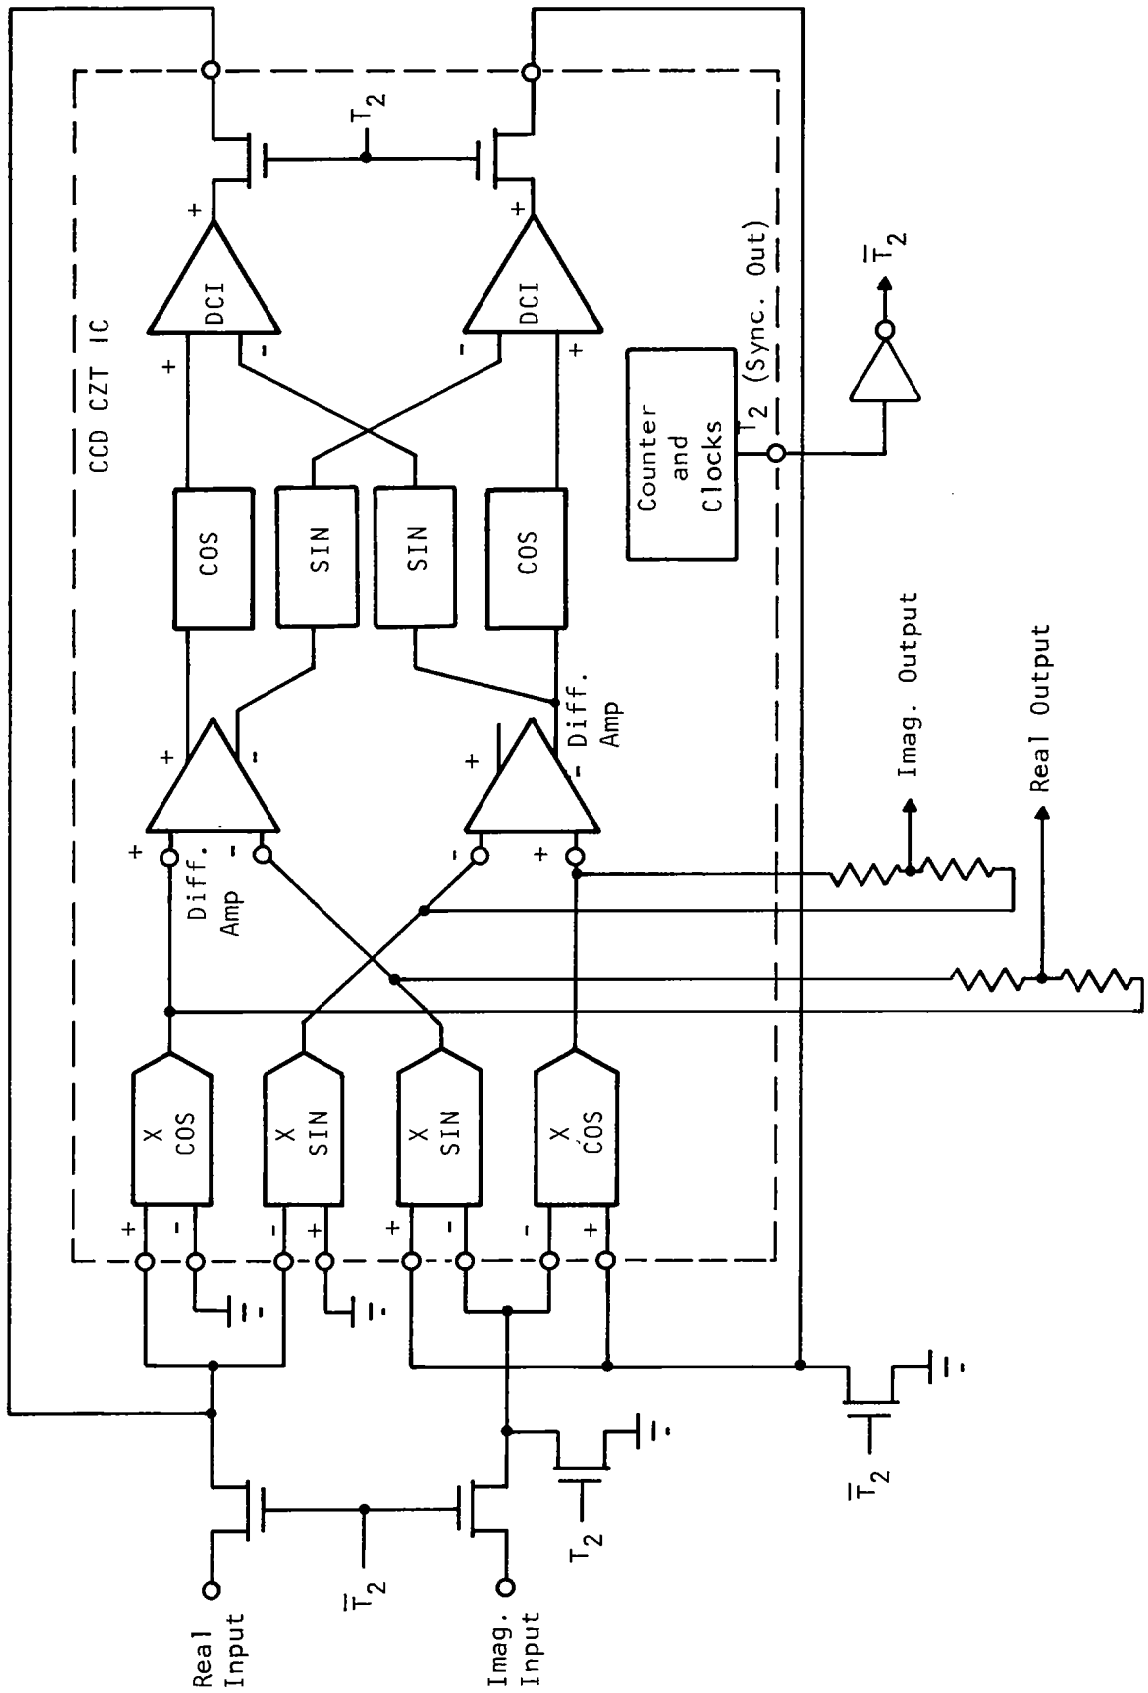 Real
Input
Imag.
Input
T̅2
T2
T̅2
+
-
-
+
+
-
-
+
X
COS
X
SIN
X
SIN
X
COS
+
-
-
+
Diff.
Amp
+
-
+
-
Diff.
Amp
COS
SIN
SIN
COS
+
-
-
+
DCI
DCI
+
+
T2
CCD CZT IC
Counter
and
Clocks
T2 (Sync. Out)
T̅2
Imag. Output
Real Output